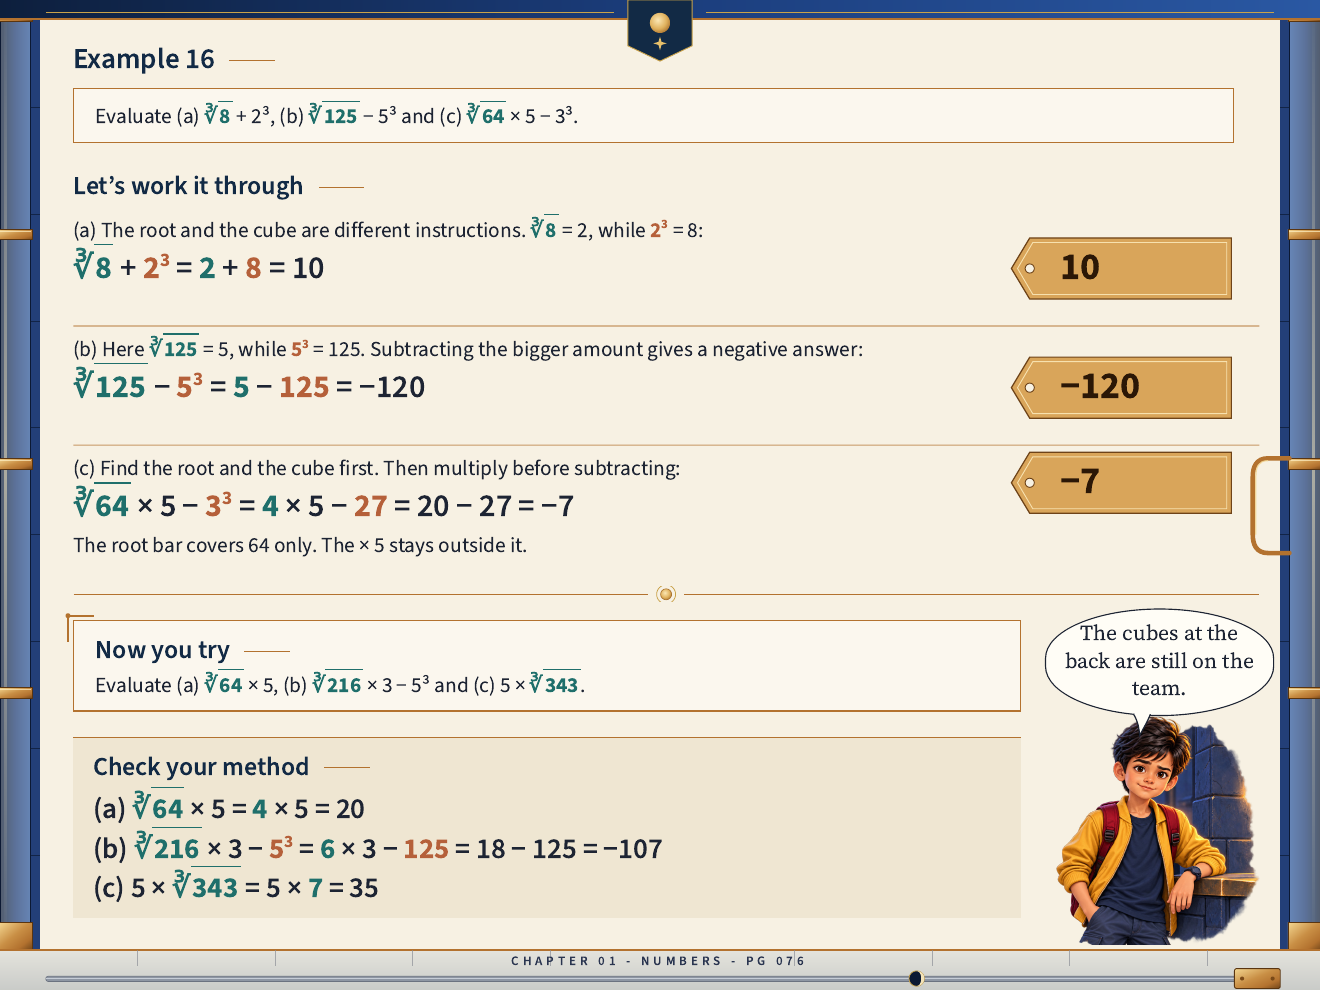 Example 16
Evaluate (a) ∛8 + 2³, (b) ∛125 − 5³ and (c) ∛64 × 5 − 3³.
Let’s work it through
(a) The root and the cube are different instructions. ∛8 = 2, while 2³ = 8:
∛8 + 2³ = 2 + 8 = 10
10
(b) Here ∛125 = 5, while 5³ = 125. Subtracting the bigger amount gives a negative answer:
∛125 − 5³ = 5 − 125 = −120
−120
(c) Find the root and the cube first. Then multiply before subtracting:
∛64 × 5 − 3³ = 4 × 5 − 27 = 20 − 27 = −7
−7
The root bar covers 64 only. The × 5 stays outside it.
Now you try
Evaluate (a) ∛64 × 5, (b) ∛216 × 3 − 5³ and (c) 5 × ∛343.
The cubes at the
back are still on the
team.
Check your method
(a) ∛64 × 5 = 4 × 5 = 20
(b) ∛216 × 3 − 5³ = 6 × 3 − 125 = 18 − 125 = −107
(c) 5 × ∛343 = 5 × 7 = 35
CHAPTER 01 - NUMBERS - PG 076